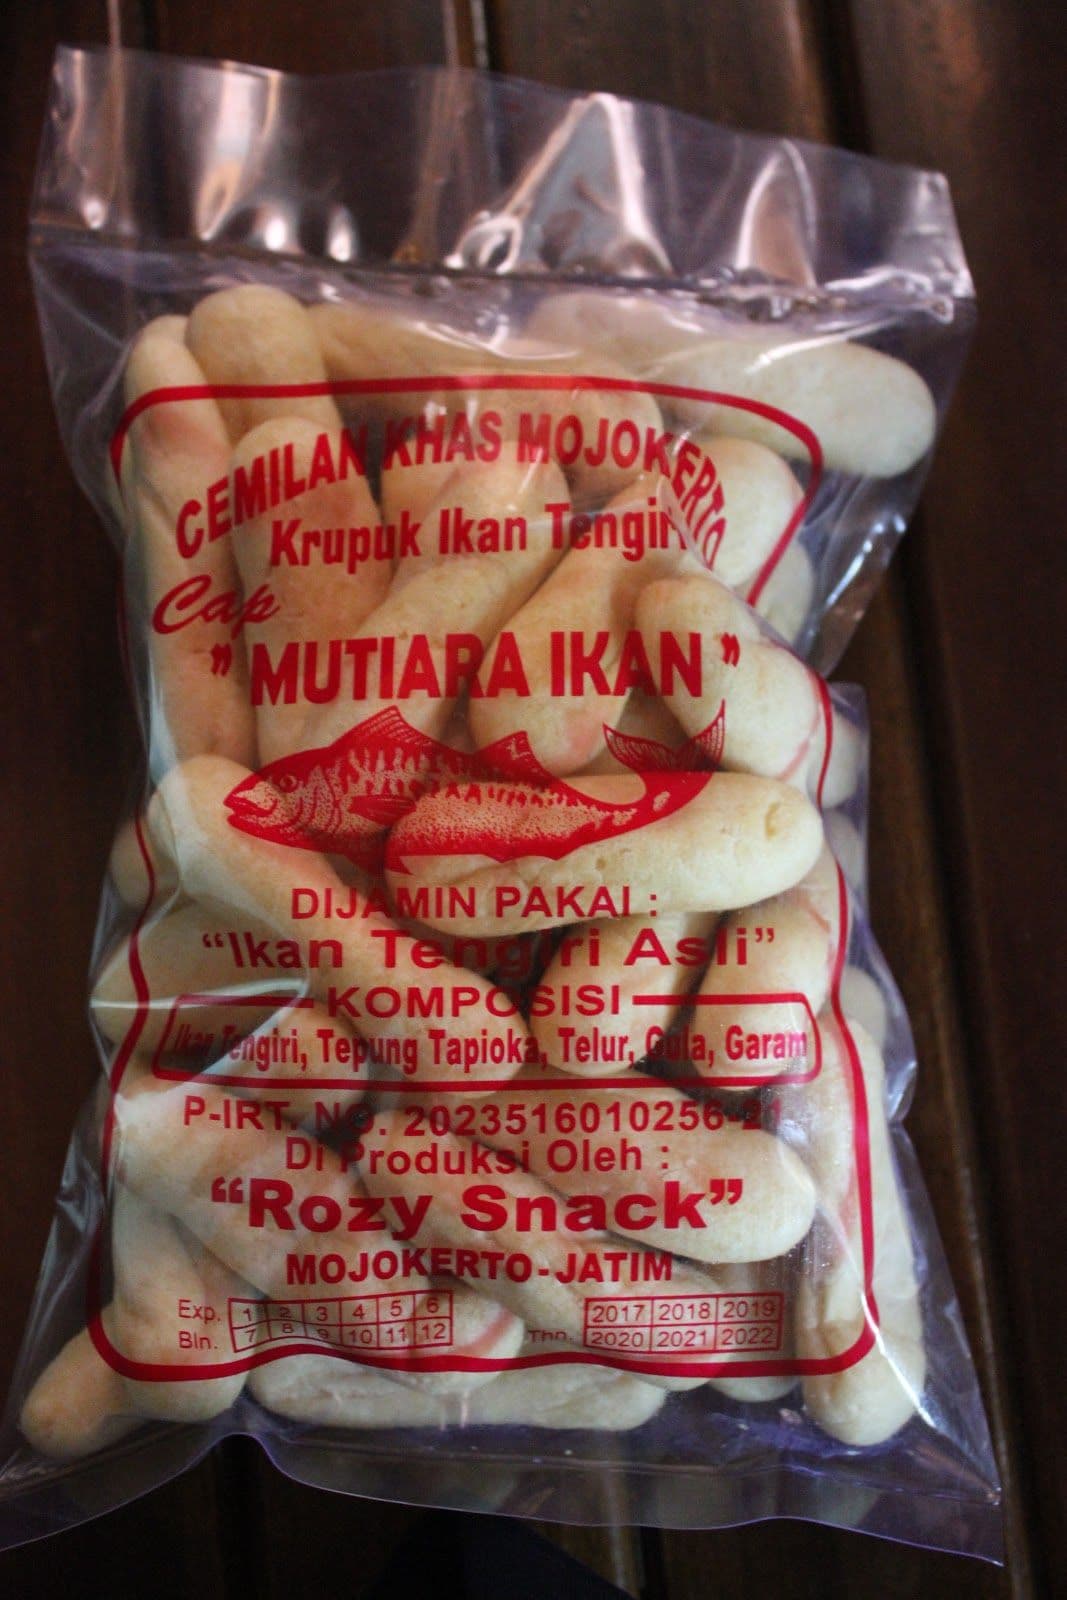 CEMILAN KHAS MOJOKERTO
Krupuk Ikan Tengiri
Cap
" MUTIARA IKAN "
DIJAMIN PAKAI :
"Ikan Tengiri Asli"
KOMPOSISI
Ikan Tengiri, Tepung Tapioka, Telur, Gula, Garam
P-IRT. NO. 2023516010256-21
Di Produksi Oleh :
"Rozy Snack"
MOJOKERTO-JATIM
Exp. 1 2 3 4 5 6 2017 2018 2019
Bln. 7 8 9 10 11 12 Thn. 2020 2021 2022